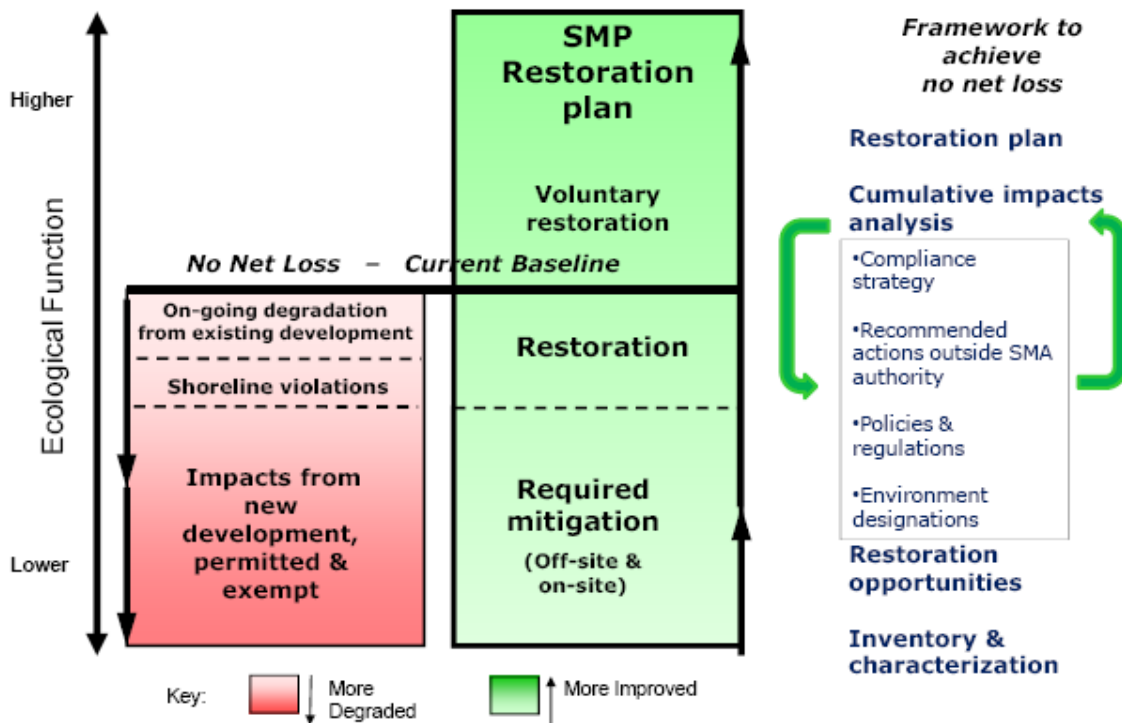 Ecological Function
Higher
Lower
SMP
Restoration
plan
Voluntary
restoration
No Net Loss – Current Baseline
On-going degradation
from existing development
Shoreline violations
Impacts from
new
development,
permitted &
exempt
Restoration
Required
mitigation
(Off-site &
on-site)
Framework to
achieve
no net loss
Restoration plan
Cumulative impacts
analysis
•Compliance
strategy
•Recommended
actions outside SMA
authority
•Policies &
regulations
•Environment
designations
Restoration
opportunities
Inventory &
characterization
Key:
More
Degraded
More Improved